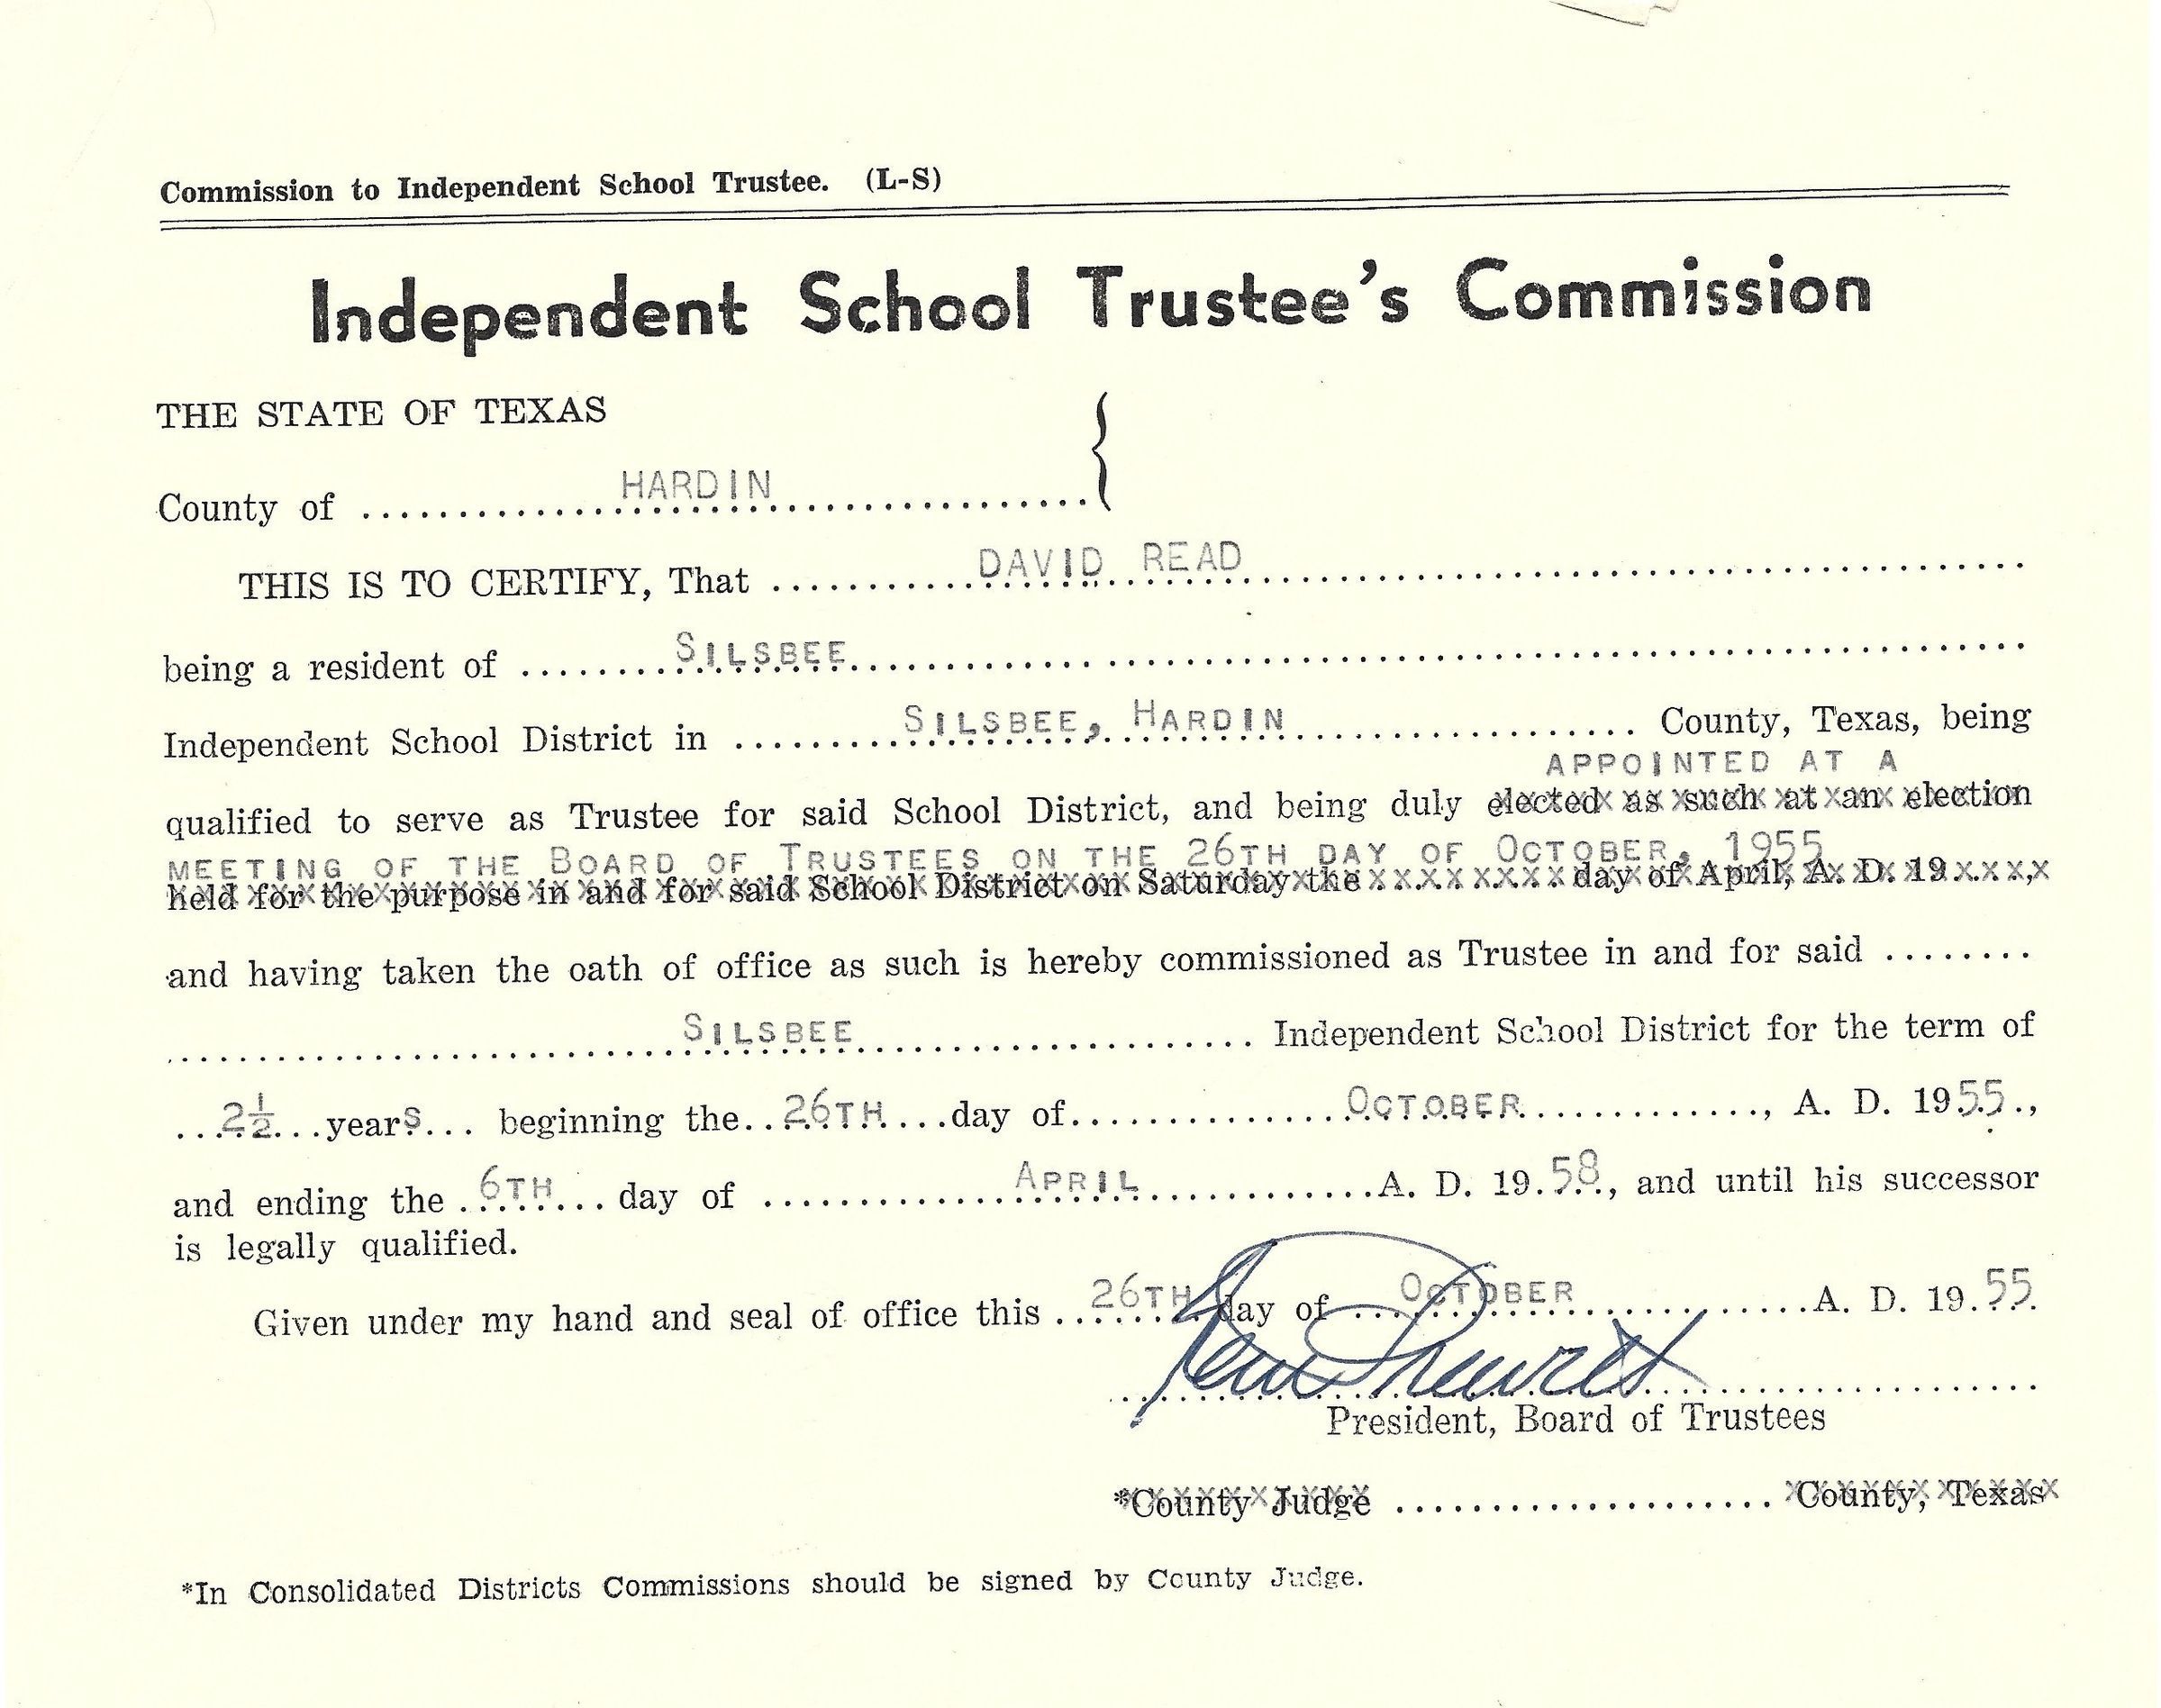 Commission to Independent School Trustee. (L-S)
Independent School Trustee's Commission
THE STATE OF TEXAS
County of ........ HARDIN ........
THIS IS TO CERTIFY, That ........ DAVID READ ........
being a resident of ........ SILSBEE ........
Independent School District in ........ SILSBEE, HARDIN ........ County, Texas, being
APPOINTED AT A
qualified to serve as Trustee for said School District, and being duly elected as such at an election
MEETING OF THE BOARD OF TRUSTEES ON THE 26TH DAY OF OCTOBER, 1955
held for the purpose in and for said School District on Saturday the ........ day of April, A. D. 19....,
and having taken the oath of office as such is hereby commissioned as Trustee in and for said ........
........ SILSBEE ........ Independent School District for the term of
....2½...years... beginning the...26TH....day of........OCTOBER........, A. D. 1955.,
and ending the ..6TH... day of ........ APRIL ........A. D. 19.58., and until his successor
is legally qualified.
Given under my hand and seal of office this ....26TH day of ....OCTOBER........A. D. 19.55.
President, Board of Trustees
*County Judge ........ County, Texas
*In Consolidated Districts Commissions should be signed by County Judge.